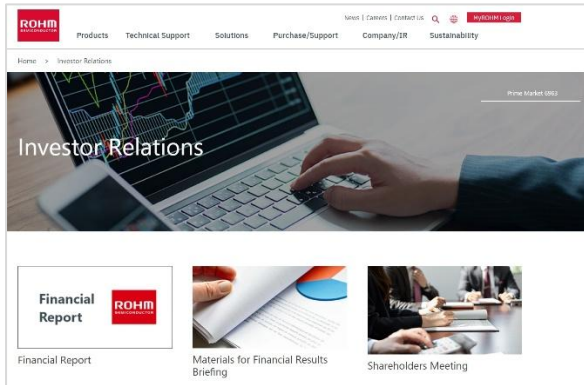 ROHM
SEMICONDUCTOR
News | Careers | Contact Us
MyROHM Login
Products Technical Support Solutions Purchase/Support Company/IR Sustainability
Home > Investor Relations
Prime Market 6963
Investor Relations
Financial
Report
ROHM
SEMICONDUCTOR
Financial Report
Materials for Financial Results
Briefing
Shareholders Meeting